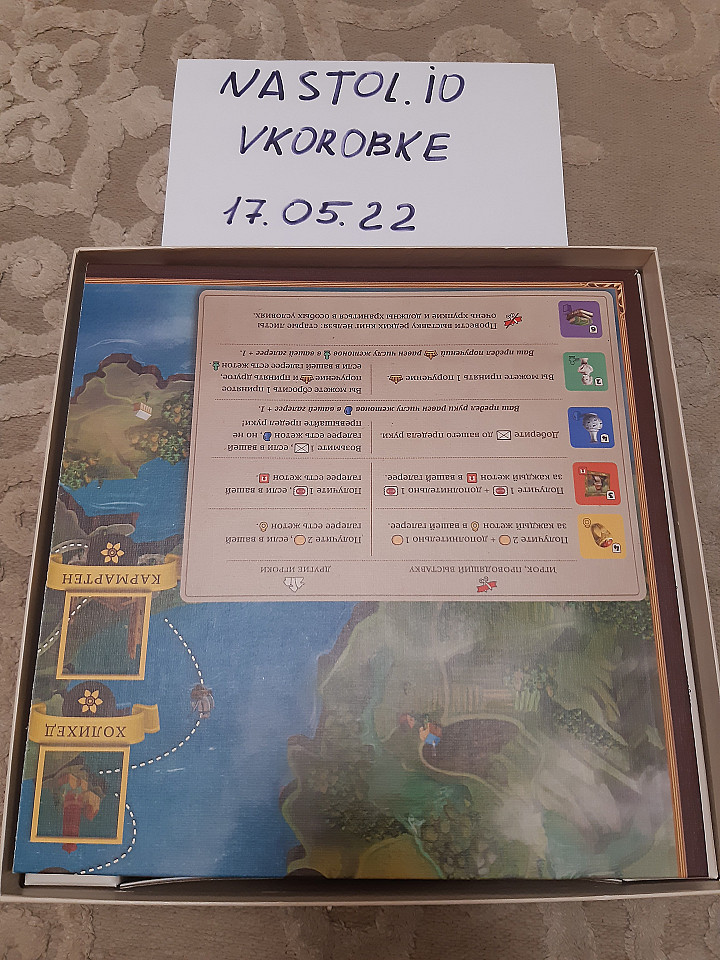 NASTOL.IO
VKOROBKE
17.05.22
ИГРОК, ПРОВОДЯЩИЙ ВЫСТАВКУ
ДРУГИЕ ИГРОКИ
Получите 2 + дополнительно 1
за каждый жетон в вашей галерее.
Получите 2, если в вашей
галерее есть жетон.
Получите 1 + дополнительно 1
за каждый жетон П в вашей галерее.
Получите 1, если в вашей
галерее есть жетон П.
Доберите до вашего предела руки.
Возьмите 1, если в вашей
галерее есть жетон, но не
превышайте предел руки.
Ваш предел руки равен числу жетонов в вашей галерее + 1.
Вы можете принять 1 поручение.
Вы можете сбросить 1 принятое
поручение и принять другое,
если в вашей галерее есть жетон
Ваш предел поручений равен числу жетонов в вашей галерее + 1.
Провести выставку редких книг нельзя: старые листы
очень хрупкие и должны храниться в особых условиях.
4
3
П
4
3
6
ХОЛИХЕД
КАРМАРТЕН